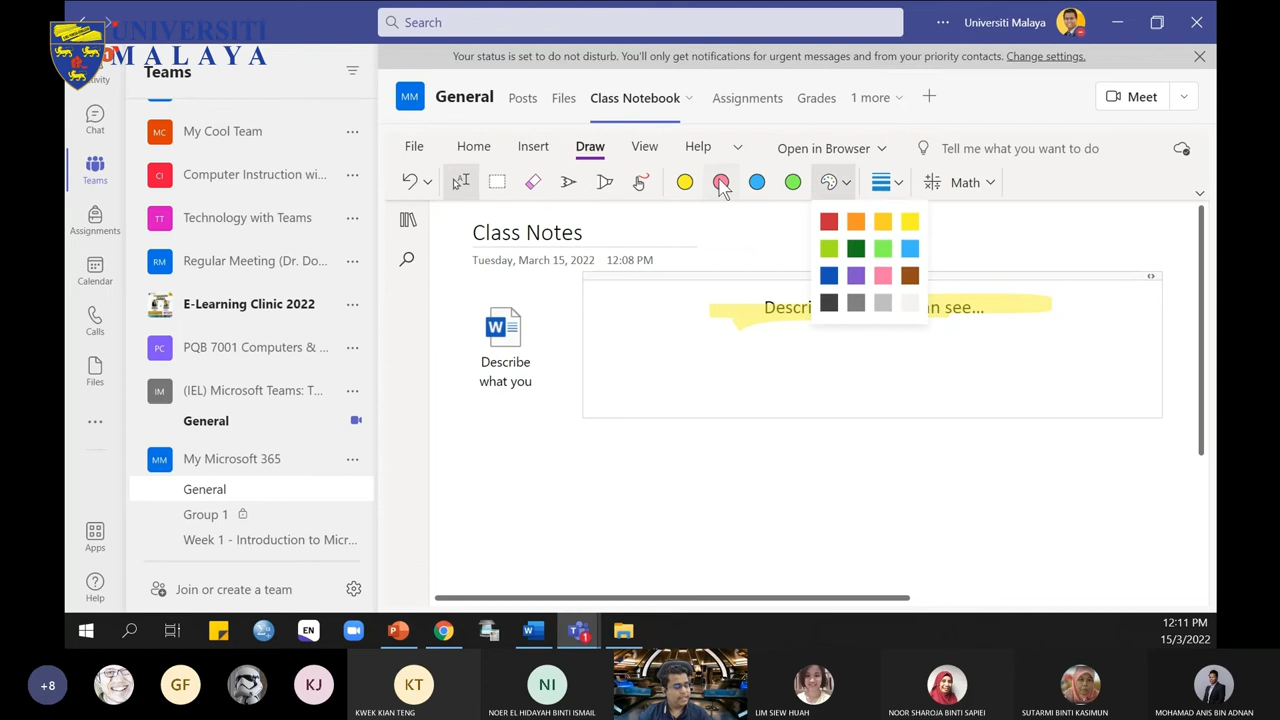 UNIVERSITI
MALAYA
Search
Universiti Malaya
Your status is set to do not disturb. You'll only get notifications for urgent messages and from your priority contacts. Change settings.
1
Activity
Chat
Teams
Assignments
Calendar
Calls
Files
Apps
Help
Teams
MC My Cool Team
CI Computer Instruction wi...
TT Technology with Teams
RM Regular Meeting (Dr. Do...
E-Learning Clinic 2022
PC PQB 7001 Computers & ...
IM (IEL) Microsoft Teams: T...
General
MM My Microsoft 365
General
Group 1
Week 1 - Introduction to Micr...
Join or create a team
MM General Posts Files Class Notebook Assignments Grades 1 more
Meet
File Home Insert Draw View Help Open in Browser Tell me what you want to do
Math
Class Notes
Tuesday, March 15, 2022 12:08 PM
Describe
what you
Descri
n see...
EN
1
12:11 PM
15/3/2022
+8
GF
KJ
KT
KWEK KIAN TENG
NI
NOER EL HIDAYAH BINTI ISMAIL
LIM SIEW HUAH
NOOR SHAROJA BINTI SAPIEI
SUTARMI BINTI KASIMUN
MOHAMAD ANIS BIN ADNAN